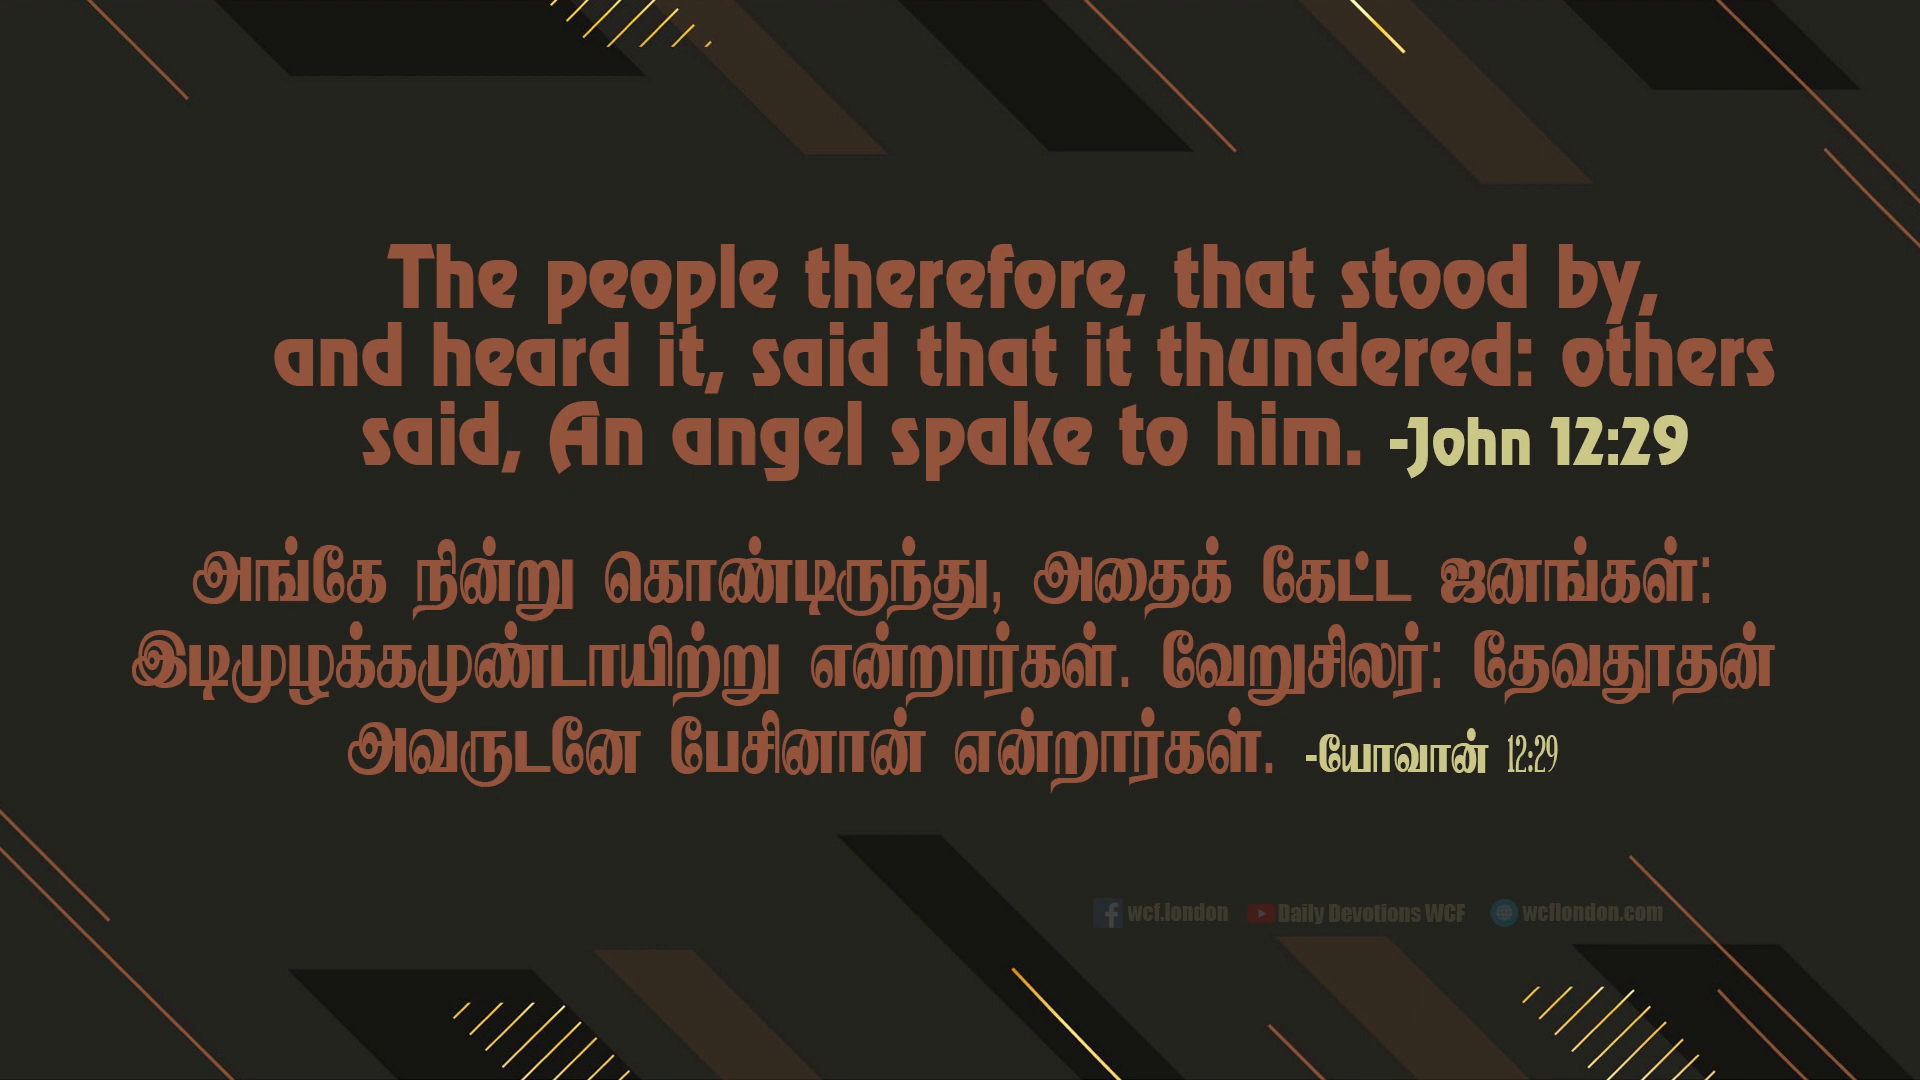 The people therefore, that stood by,
and heard it, said that it thundered: others
said, An angel spake to him. -John 12:29
அங்கே நின்று கொண்டிருந்து, அதைக் கேட்ட ஜனங்கள்:
இடிமுழக்கமுண்டாயிற்று என்றார்கள். வேறுசிலர்: தேவதூதன்
அவருடனே பேசினான் என்றார்கள். -யோவான் 12:29
wcf.london Daily Devotions WCF wcflondon.com